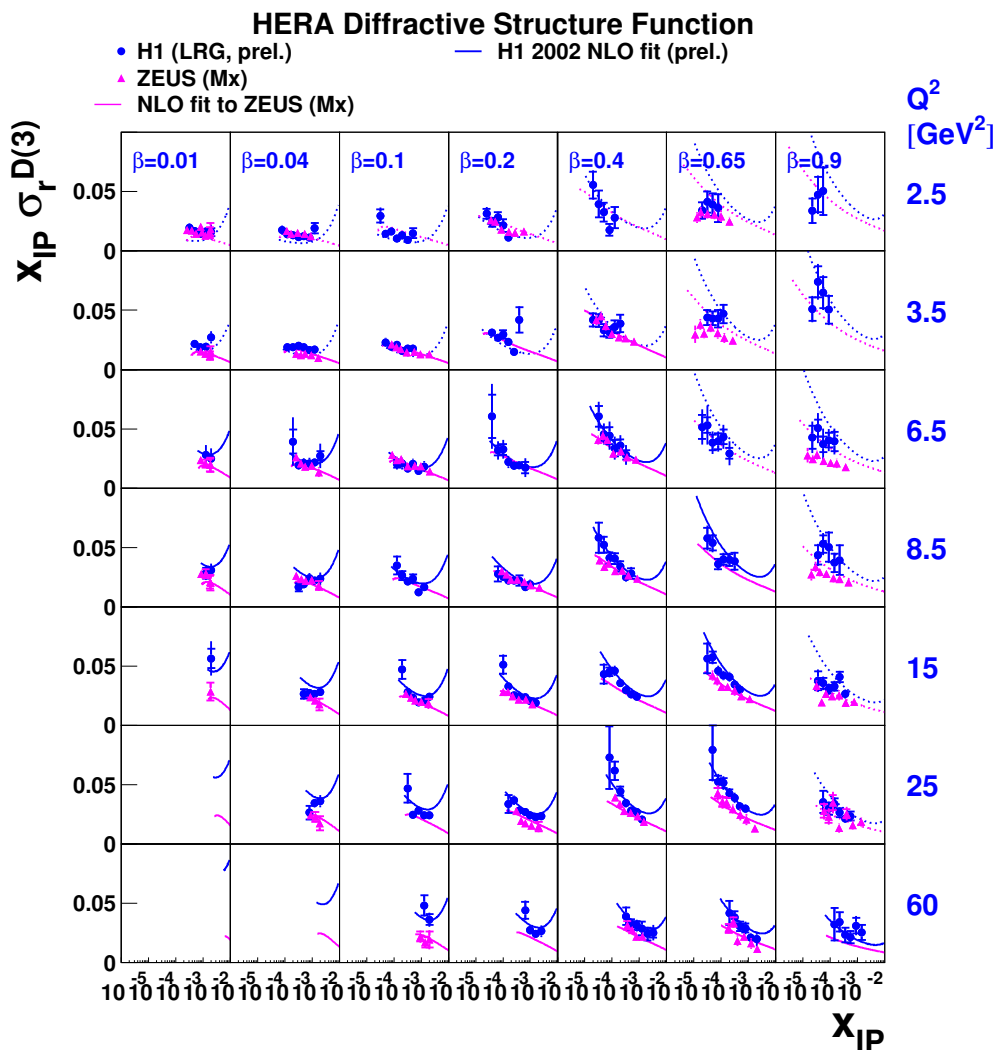 HERA Diffractive Structure Function
H1 (LRG, prel.)
H1 2002 NLO fit (prel.)
ZEUS (Mx)
NLO fit to ZEUS (Mx)
Q²
[GeV²]
x_IP σ_r^D(3)
β=0.01 β=0.04 β=0.1 β=0.2 β=0.4 β=0.65 β=0.9
0.05 2.5
0
0.05 3.5
0
0.05 6.5
0
0.05 8.5
0
0.05 15
0
0.05 25
0
0.05 60
0
10^-5 10^-4 10^-3 10^-2 10^-5 10^-4 10^-3 10^-2 10^-5 10^-4 10^-3 10^-2 10^-5 10^-4 10^-3 10^-2 10^-5 10^-4 10^-3 10^-2 10^-5 10^-4 10^-3 10^-2 10^-5 10^-4 10^-3 10^-2
x_IP